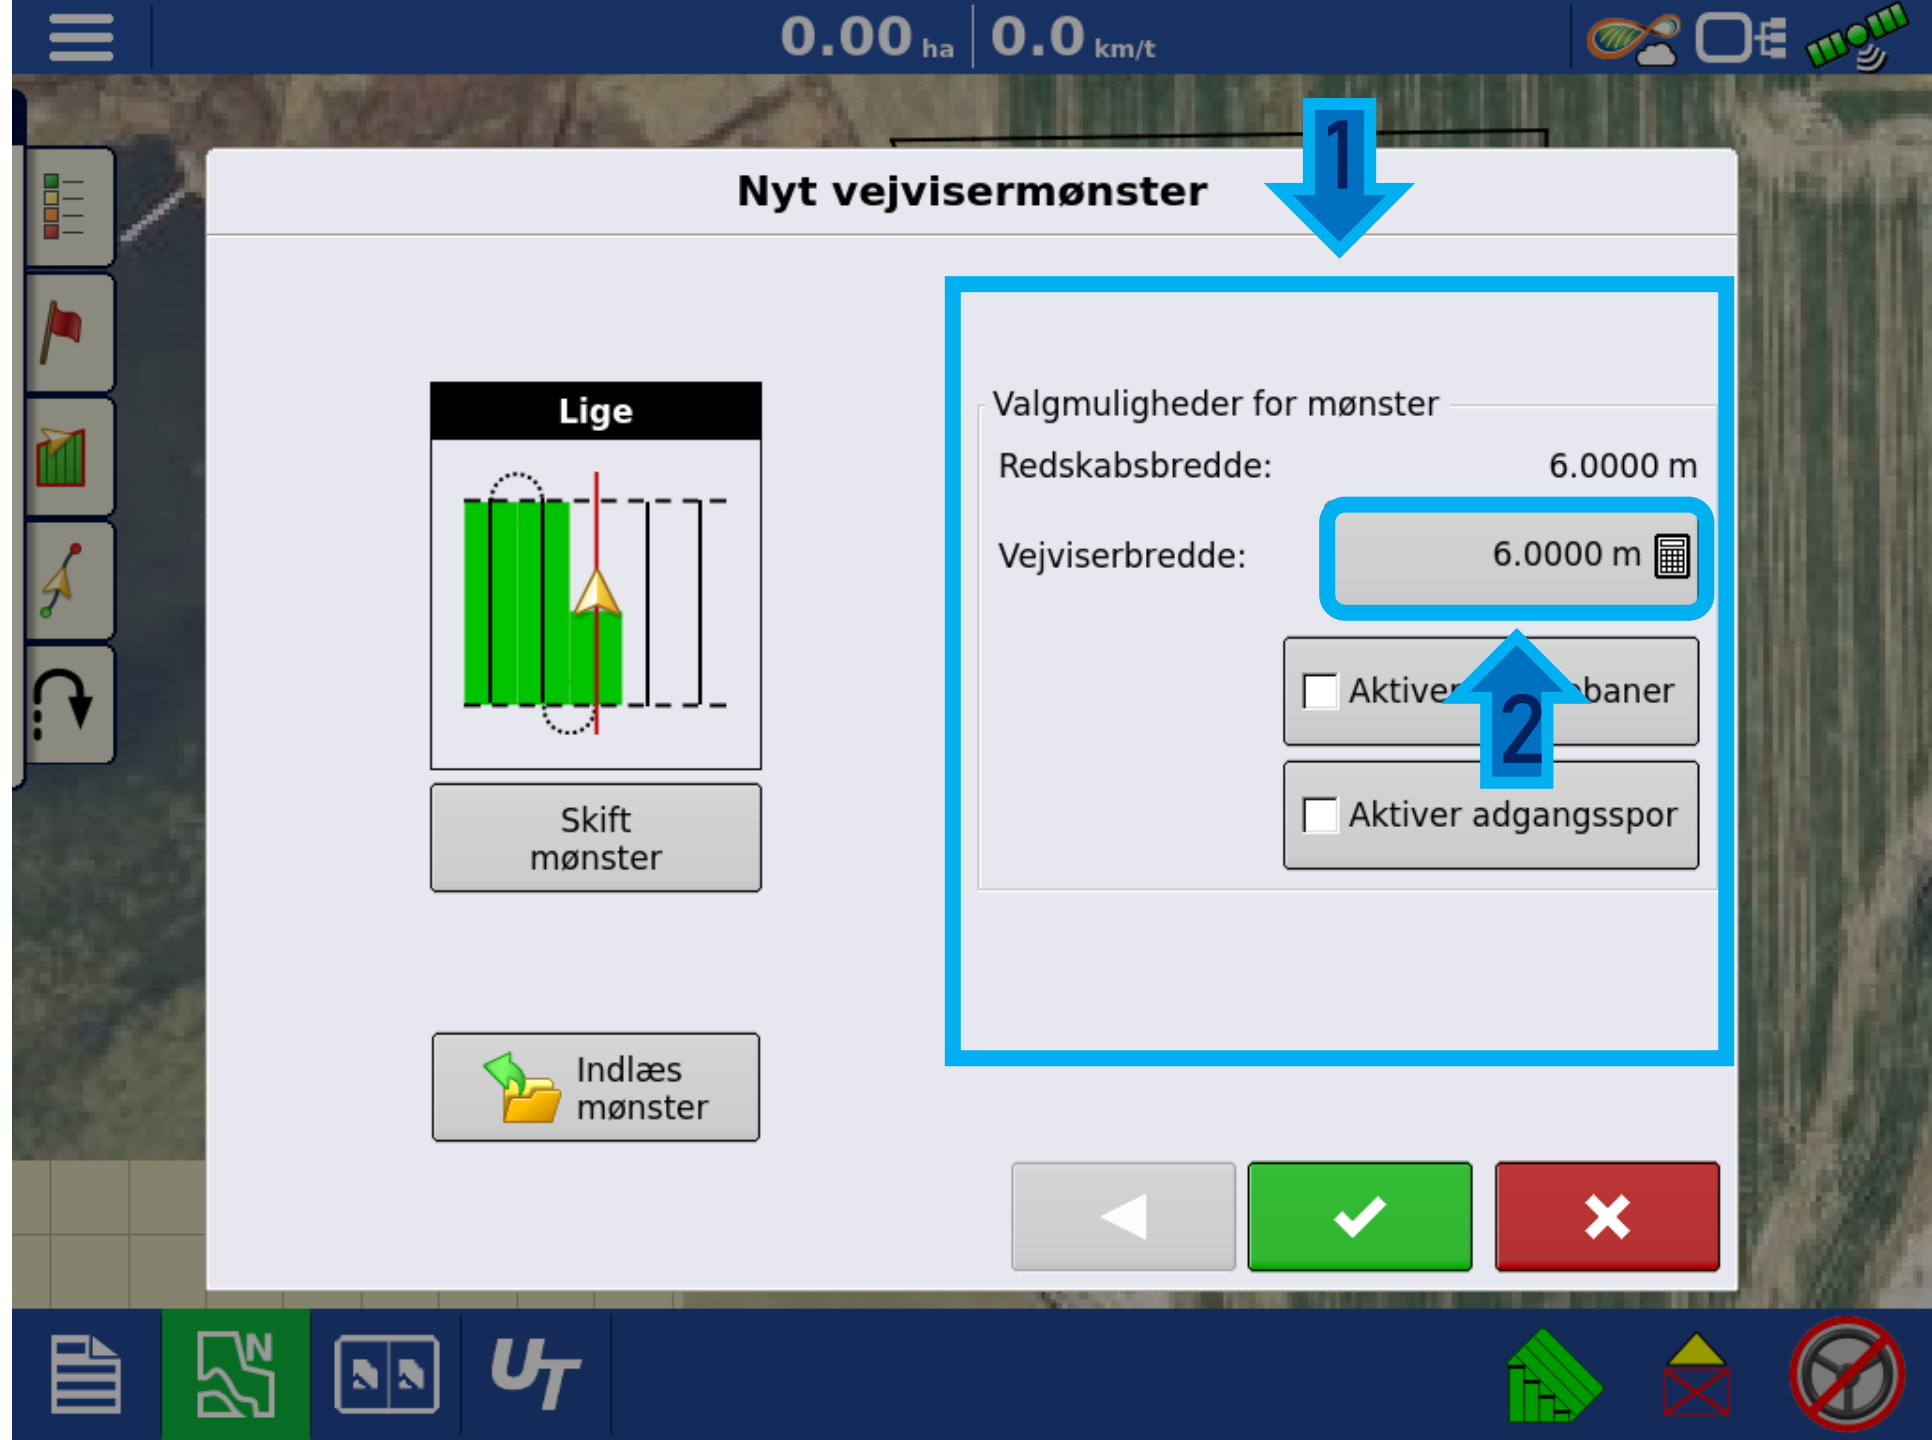 0.00 ha 0.0 km/t
1
Nyt vejvisermønster
Lige
Valgmuligheder for mønster
Redskabsbredde: 6.0000 m
Vejviserbredde: 6.0000 m
Aktiver baner
2
Aktiver adgangsspor
Skift
mønster
Indlæs
mønster
N
UT